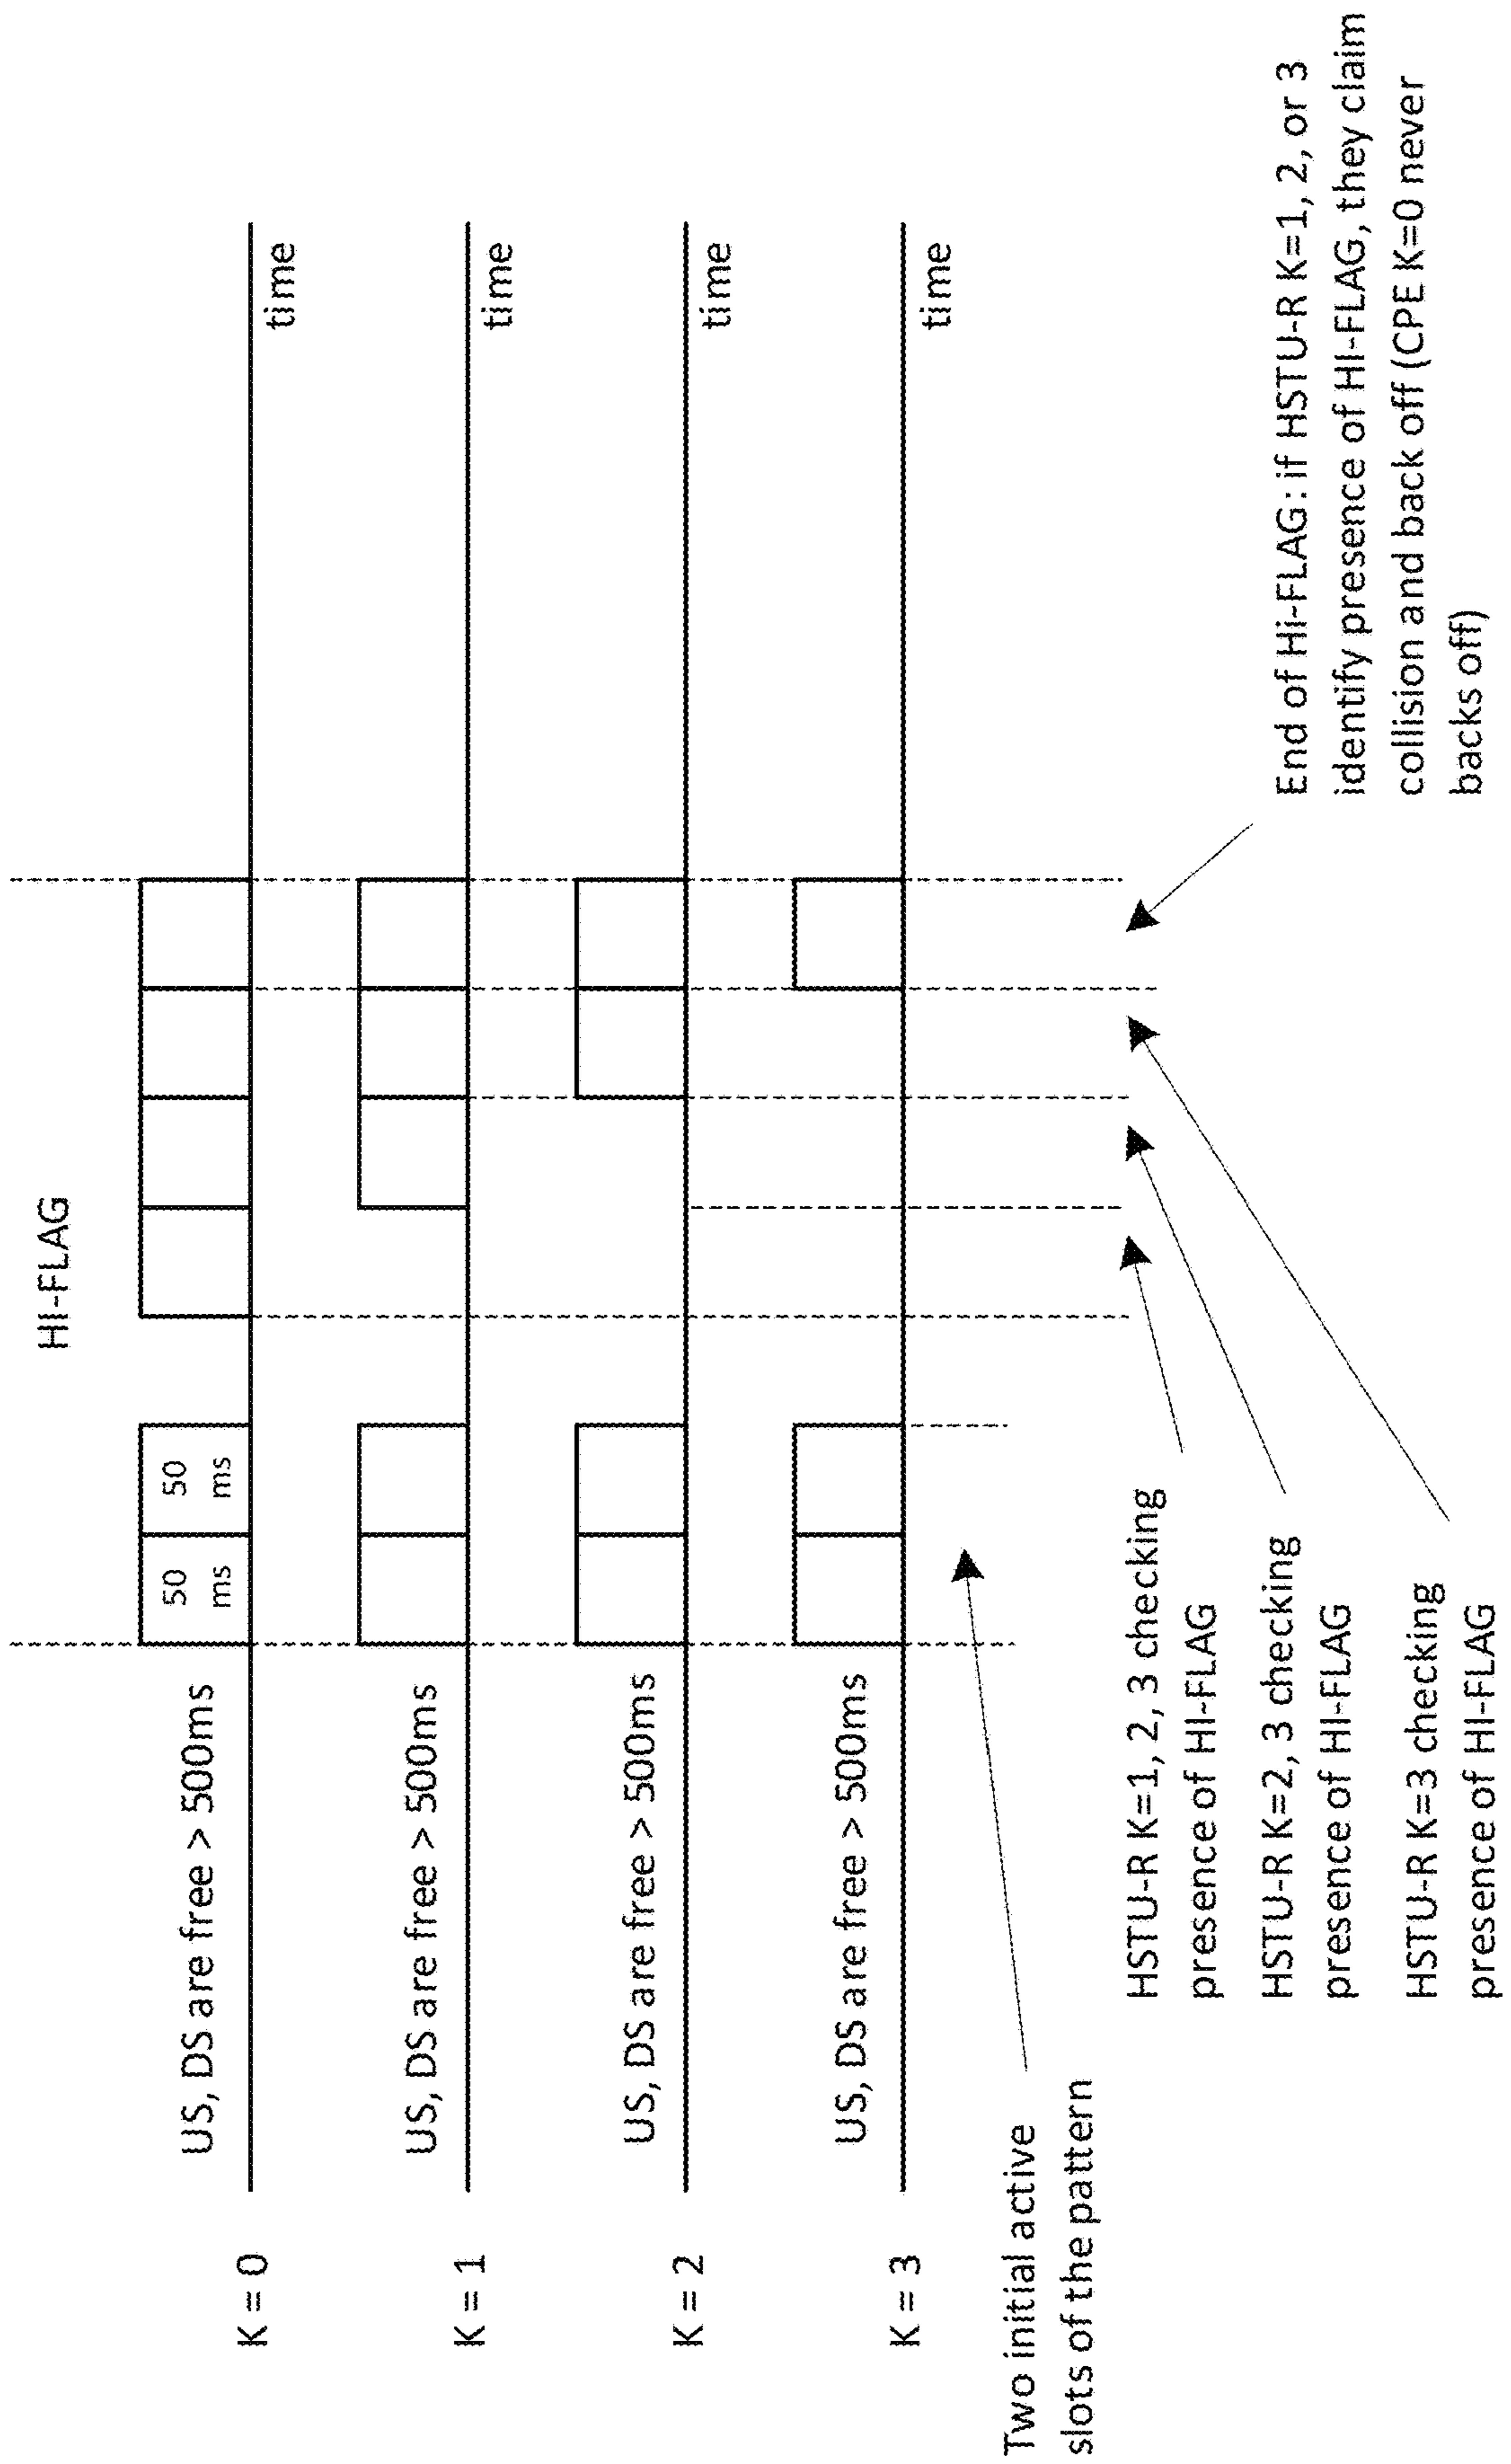 HI-FLAG
50
ms
50
ms
US, DS are free > 500ms
K = 0
time
US, DS are free > 500ms
K = 1
time
US, DS are free > 500ms
K = 2
time
US, DS are free > 500ms
K = 3
time
Two initial active
slots of the pattern
HSTU-R K=1, 2, 3 checking
presence of HI-FLAG
HSTU-R K=2, 3 checking
presence of HI-FLAG
HSTU-R K=3 checking
presence of HI-FLAG
End of Hi-FLAG: if HSTU-R K=1, 2, or 3
identify presence of HI-FLAG, they claim
collision and back off (CPE K=0 never
backs off)